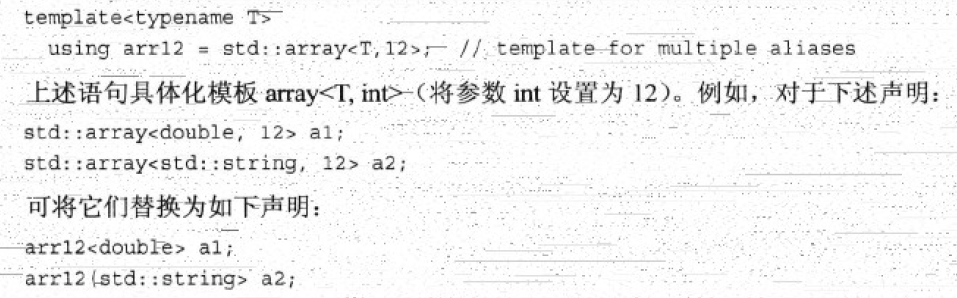 template<typename T>
using arr12 = std::array<T,12>; // template for multiple aliases
上述语句具体化模板 array<T, int>（将参数 int 设置为 12）。例如，对于下述声明：
std::array<double, 12> a1;
std::array<std::string, 12> a2;
可将它们替换为如下声明：
arr12<double> a1;
arr12(std::string> a2;